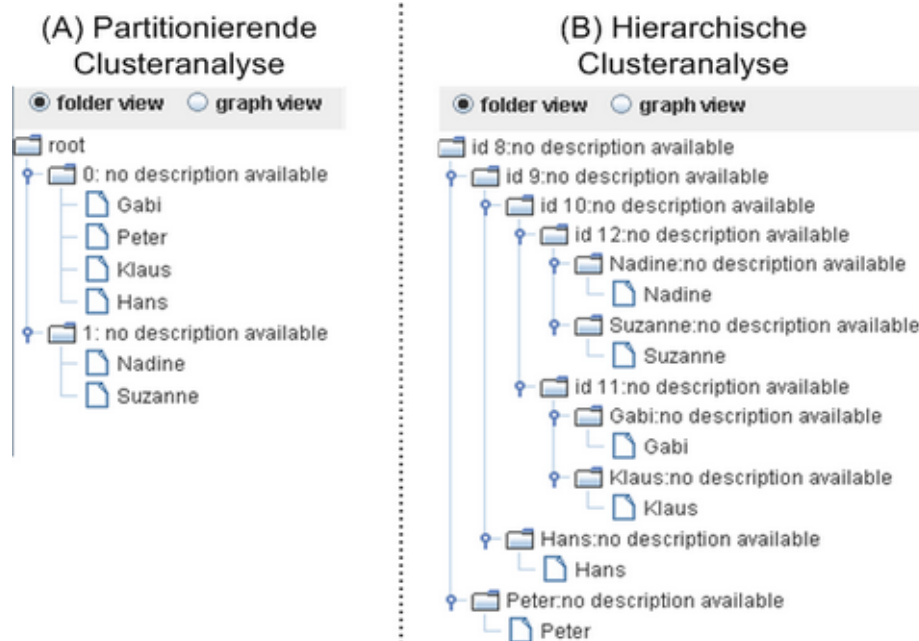 (A) Partitionierende
Clusteranalyse
folder view graph view
root
0: no description available
Gabi
Peter
Klaus
Hans
1: no description available
Nadine
Suzanne
(B) Hierarchische
Clusteranalyse
folder view graph view
id 8:no description available
id 9:no description available
id 10:no description available
id 12:no description available
Nadine:no description available
Nadine
Suzanne:no description available
Suzanne
id 11:no description available
Gabi:no description available
Gabi
Klaus:no description available
Klaus
Hans:no description available
Hans
Peter:no description available
Peter